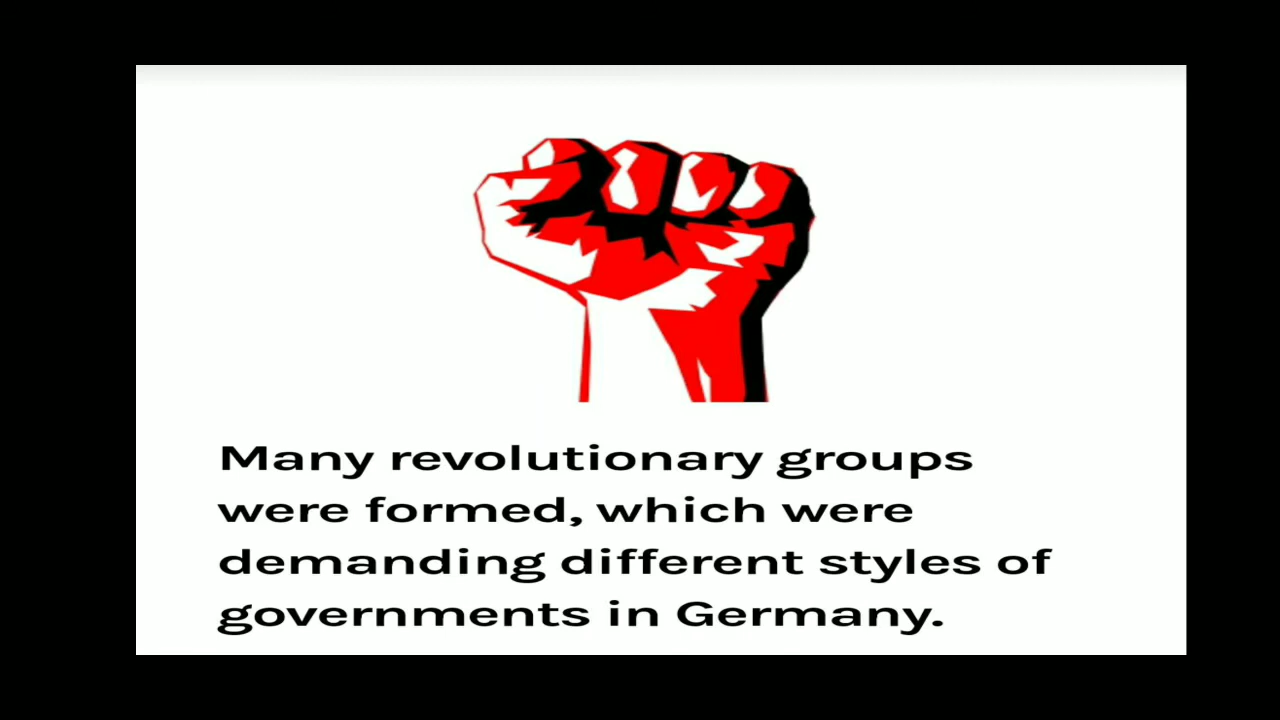 Many revolutionary groups
were formed, which were
demanding different styles of
governments in Germany.